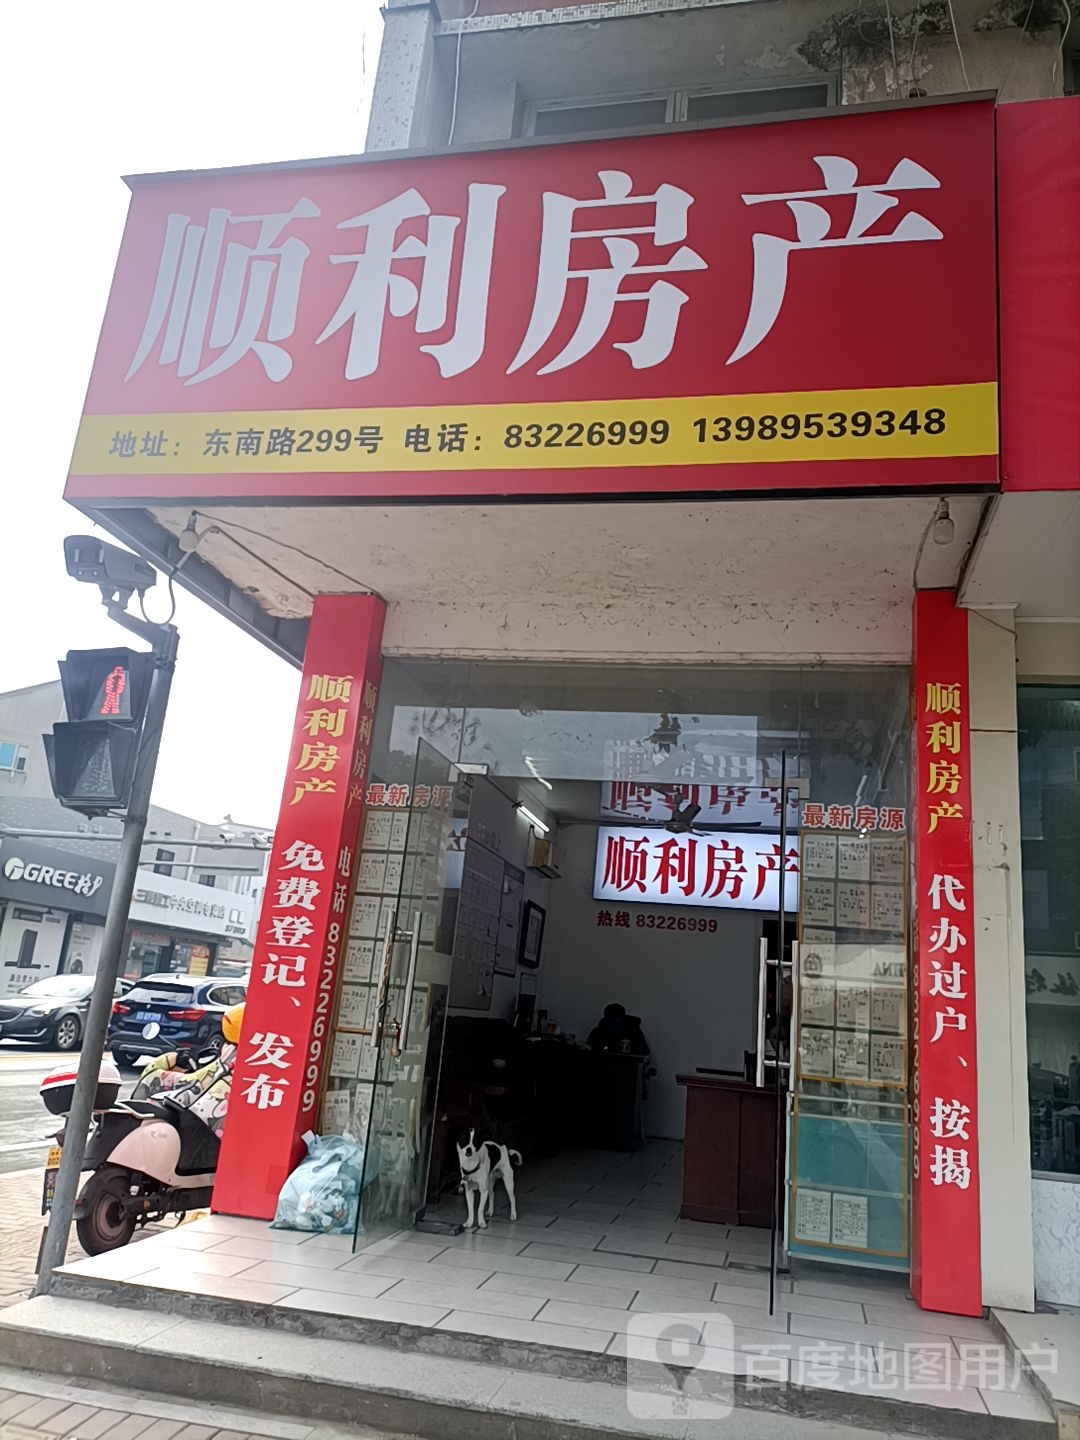 顺利房产
地址：东南路299号 电话：83226999 13989539348
顺利房产 免费登记、发布
顺利房产 电话 83226999
最新房源
顺利房产
热线 83226999
最新房源
顺利房产 代办过户、按揭
83226999
GREE
百度地图用户